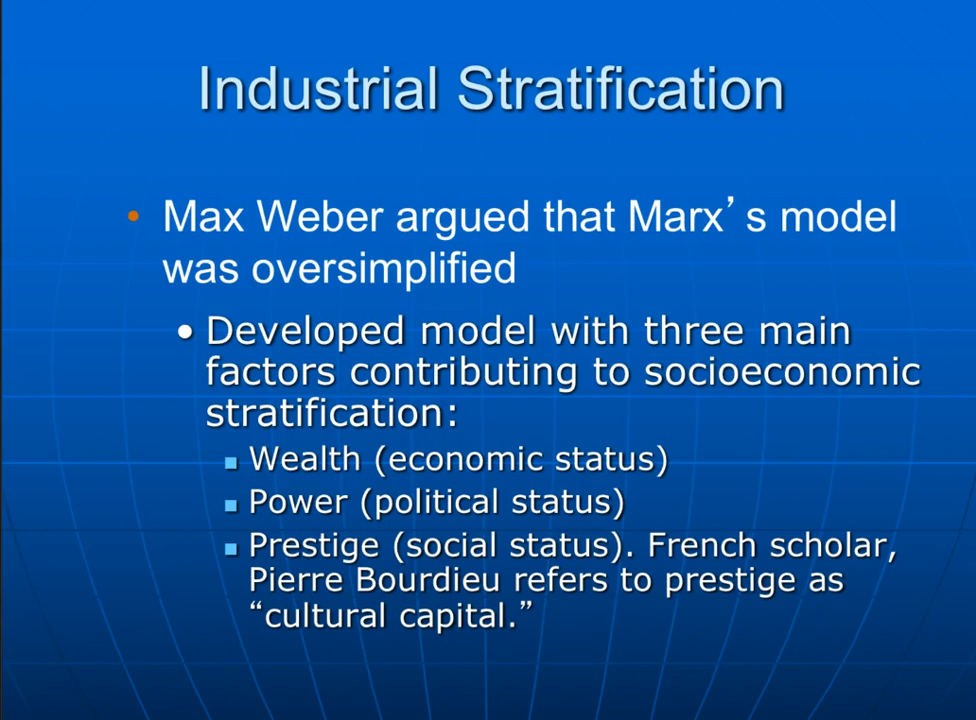 Industrial Stratification
• Max Weber argued that Marx’s model
was oversimplified
• Developed model with three main
factors contributing to socioeconomic
stratification:
▪ Wealth (economic status)
▪ Power (political status)
▪ Prestige (social status). French scholar,
Pierre Bourdieu refers to prestige as
“cultural capital.”